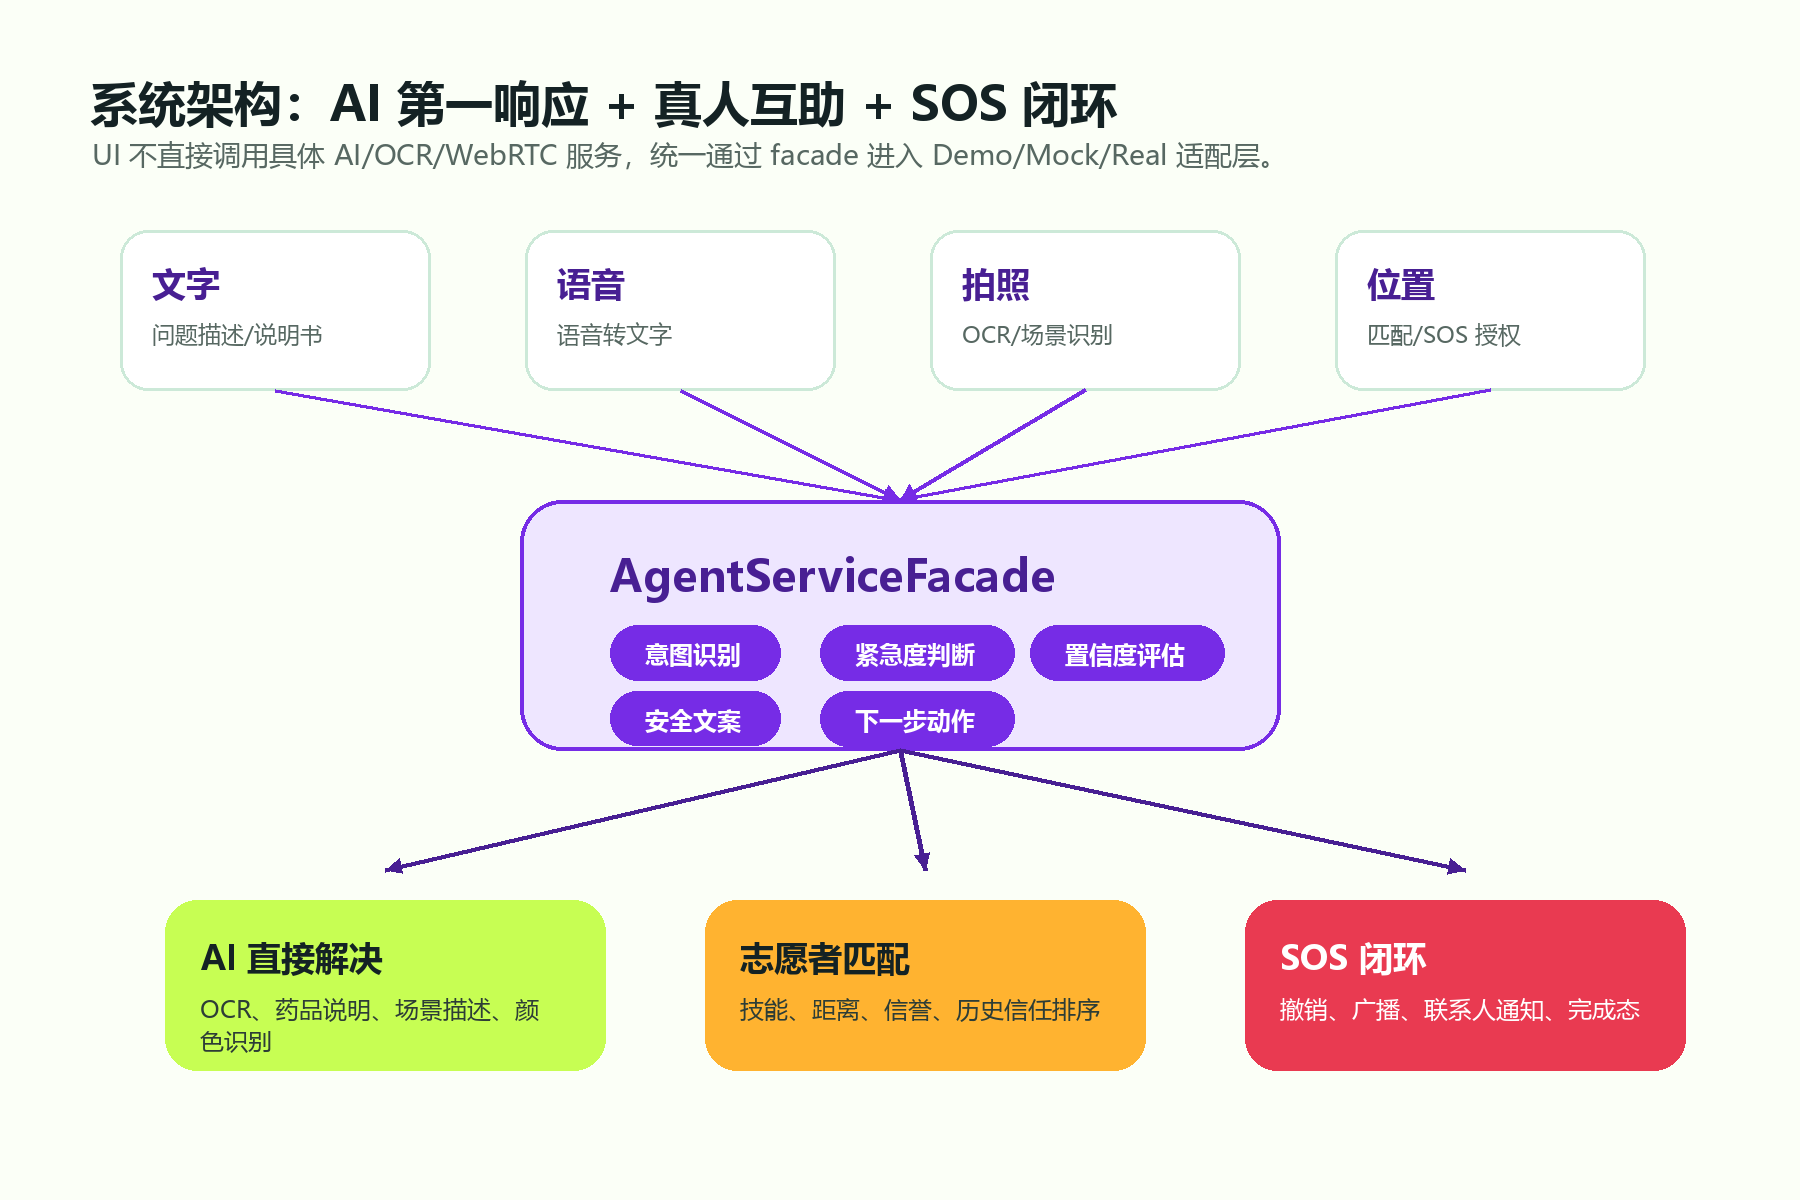 系统架构：AI 第一响应 + 真人互助 + SOS 闭环
UI 不直接调用具体 AI/OCR/WebRTC 服务，统一通过 facade 进入 Demo/Mock/Real 适配层。
文字
问题描述/说明书
语音
语音转文字
拍照
OCR/场景识别
位置
匹配/SOS 授权
AgentServiceFacade
意图识别
紧急度判断
置信度评估
安全文案
下一步动作
AI 直接解决
OCR、药品说明、场景描述、颜
色识别
志愿者匹配
技能、距离、信誉、历史信任排序
SOS 闭环
撤销、广播、联系人通知、完成态